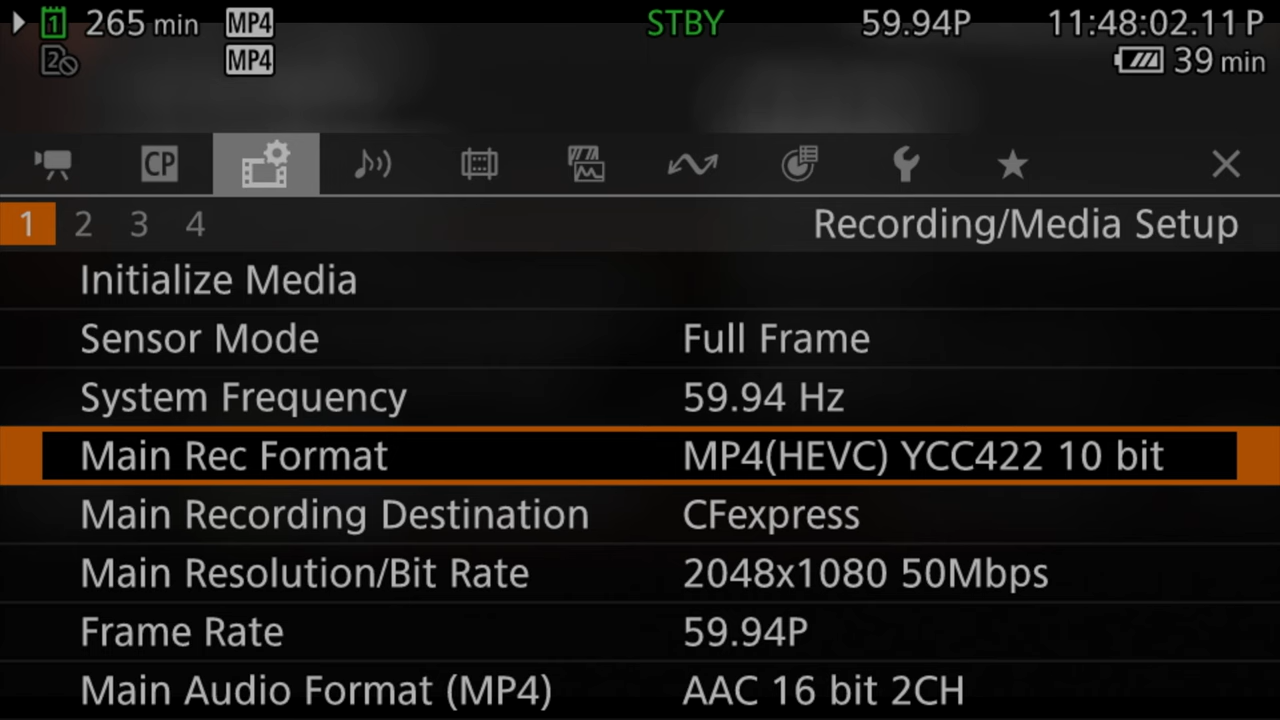 1 265 min MP4 STBY 59.94P 11:48:02.11 P
2 MP4 39 min
CP
1 2 3 4 Recording/Media Setup
Initialize Media
Sensor Mode Full Frame
System Frequency 59.94 Hz
Main Rec Format MP4(HEVC) YCC422 10 bit
Main Recording Destination CFexpress
Main Resolution/Bit Rate 2048x1080 50Mbps
Frame Rate 59.94P
Main Audio Format (MP4) AAC 16 bit 2CH